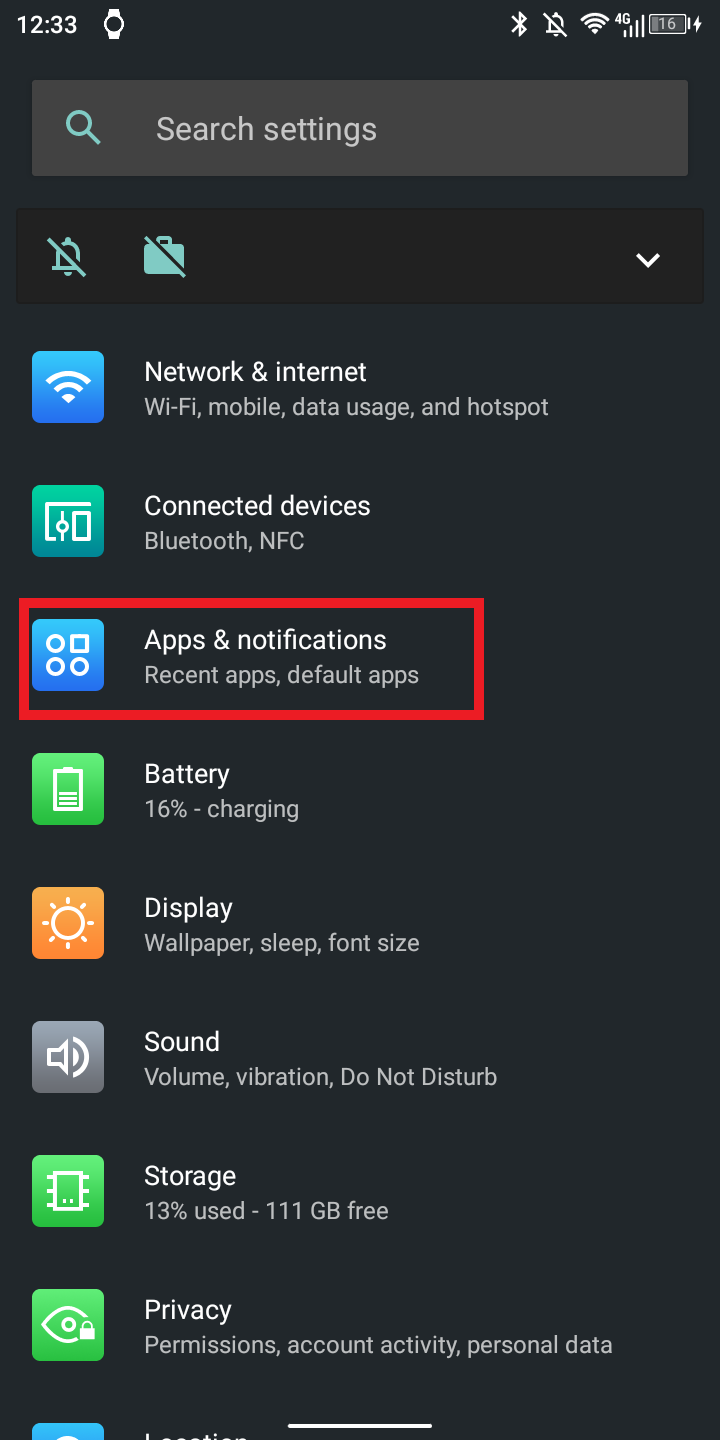 12:33
4G 16
Search settings
Network & internet
Wi-Fi, mobile, data usage, and hotspot
Connected devices
Bluetooth, NFC
Apps & notifications
Recent apps, default apps
Battery
16% - charging
Display
Wallpaper, sleep, font size
Sound
Volume, vibration, Do Not Disturb
Storage
13% used - 111 GB free
Privacy
Permissions, account activity, personal data
Location